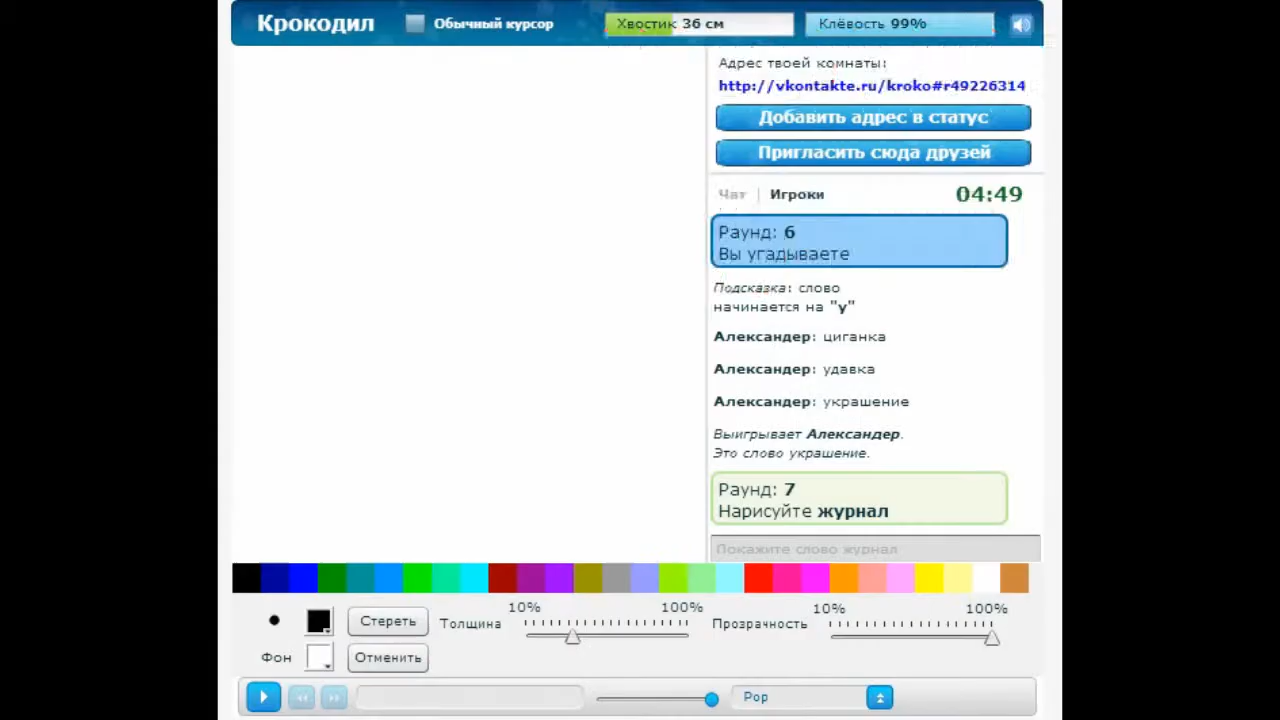 Крокодил
Обычный курсор
Хвостик 36 см
Клёвость 99%
Адрес твоей комнаты:
http://vkontakte.ru/kroko#r49226314
Добавить адрес в статус
Пригласить сюда друзей
Чат | Игроки
04:49
Раунд: 6
Вы угадываете
Подсказка: слово
начинается на "у"
Александер: циганка
Александер: удавка
Александер: украшение
Выигрывает Александер.
Это слово украшение.
Раунд: 7
Нарисуйте журнал
Покажите слово журнал
Стереть
Толщина
10% 100%
Прозрачность
10% 100%
Фон
Отменить
Pop